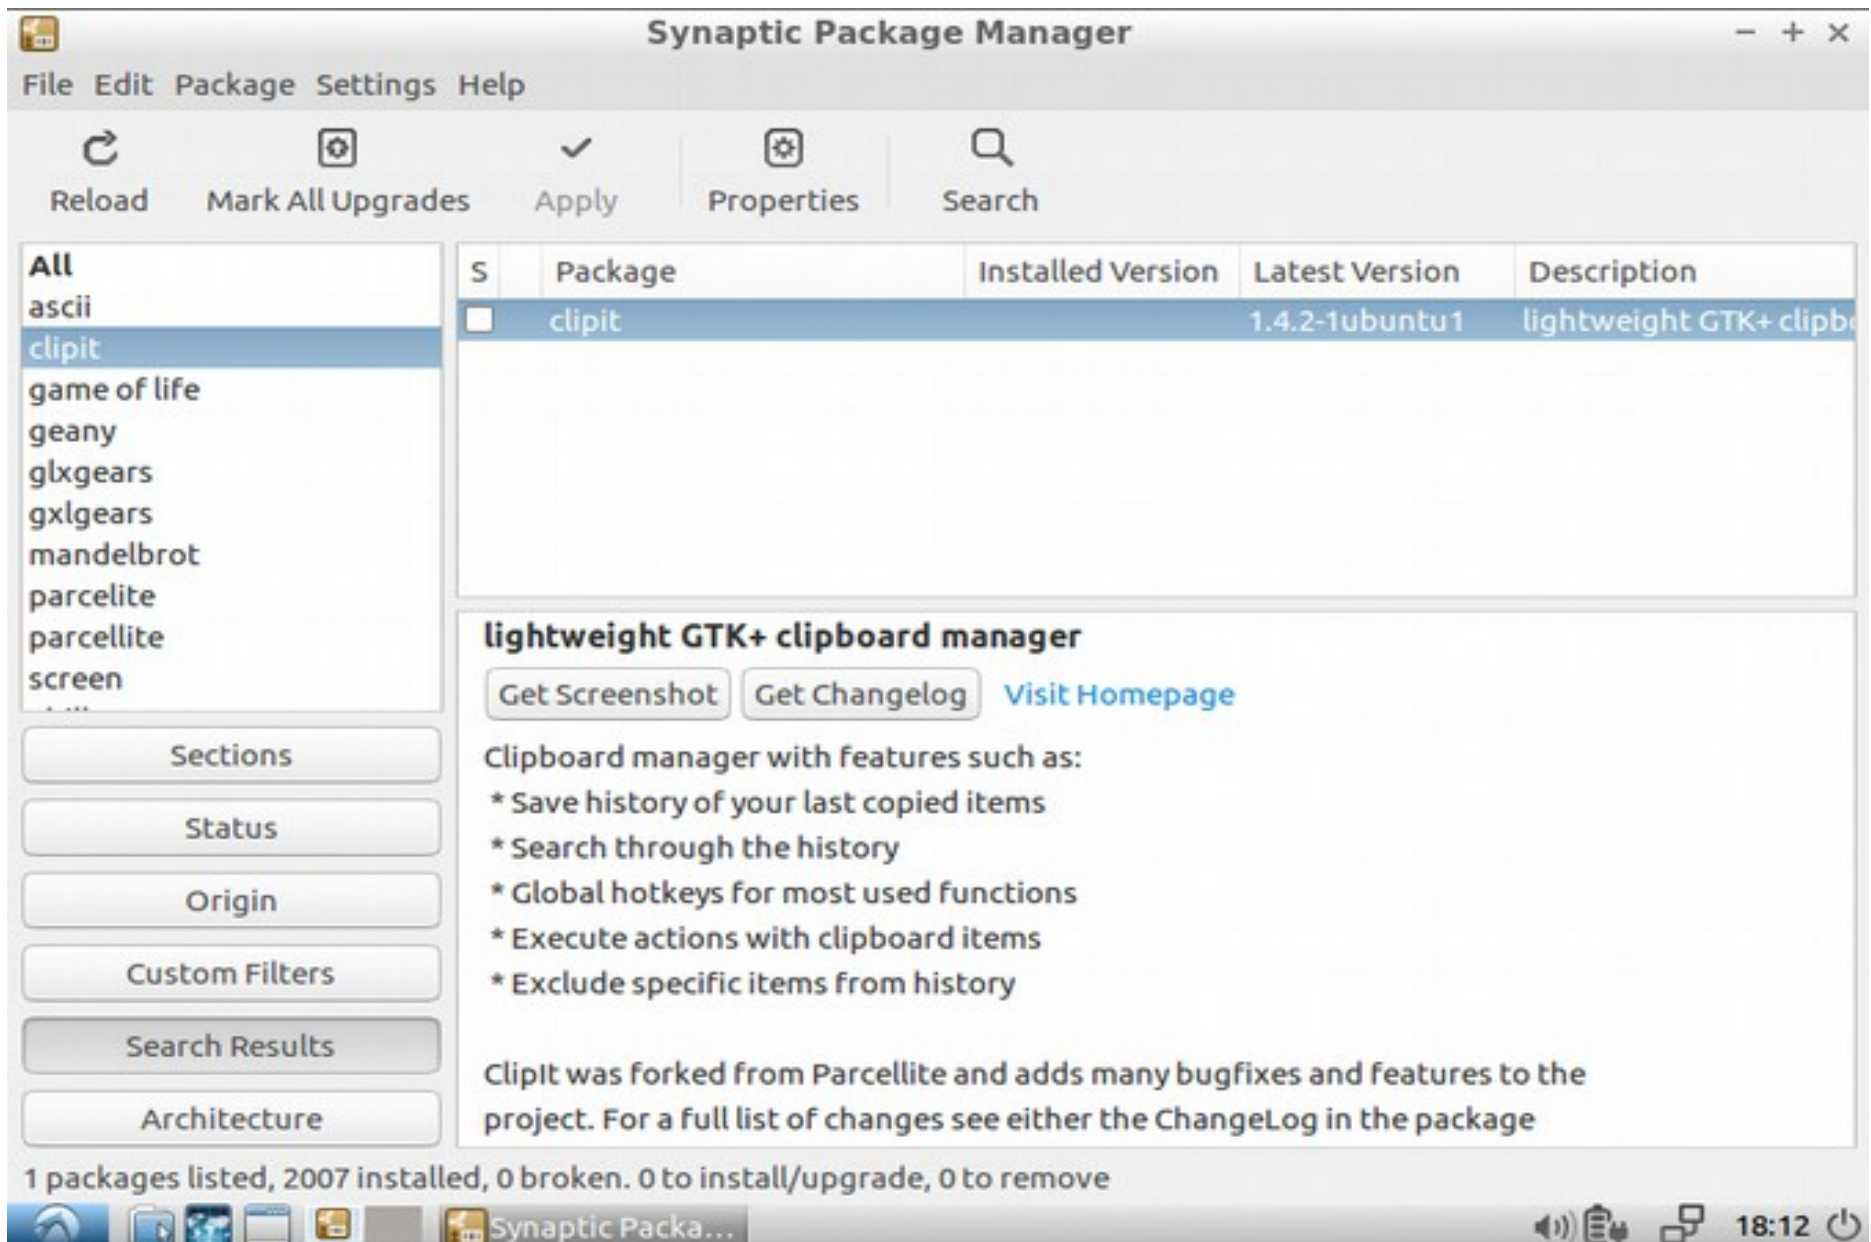 Synaptic Package Manager
File Edit Package Settings Help
Reload Mark All Upgrades Apply Properties Search
All
ascii
clipit
game of life
geany
glxgears
gxlgears
mandelbrot
parcelite
parcellite
screen
Sections
Status
Origin
Custom Filters
Search Results
Architecture
S Package Installed Version Latest Version Description
clipit 1.4.2-1ubuntu1 lightweight GTK+ clipbo
lightweight GTK+ clipboard manager
Get Screenshot Get Changelog Visit Homepage
Clipboard manager with features such as:
* Save history of your last copied items
* Search through the history
* Global hotkeys for most used functions
* Execute actions with clipboard items
* Exclude specific items from history
ClipIt was forked from Parcellite and adds many bugfixes and features to the
project. For a full list of changes see either the ChangeLog in the package
1 packages listed, 2007 installed, 0 broken. 0 to install/upgrade, 0 to remove
Synaptic Packa... 18:12